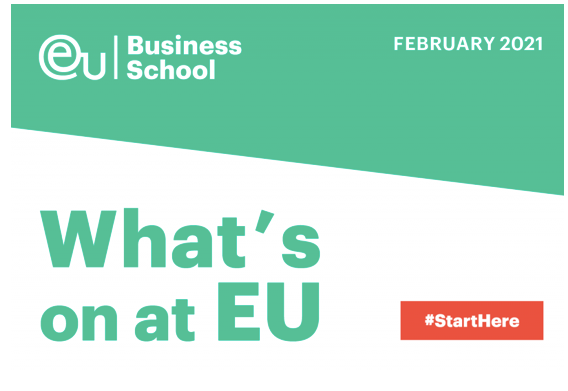 eu Business
School
FEBRUARY 2021
What's
on at EU
#StartHere